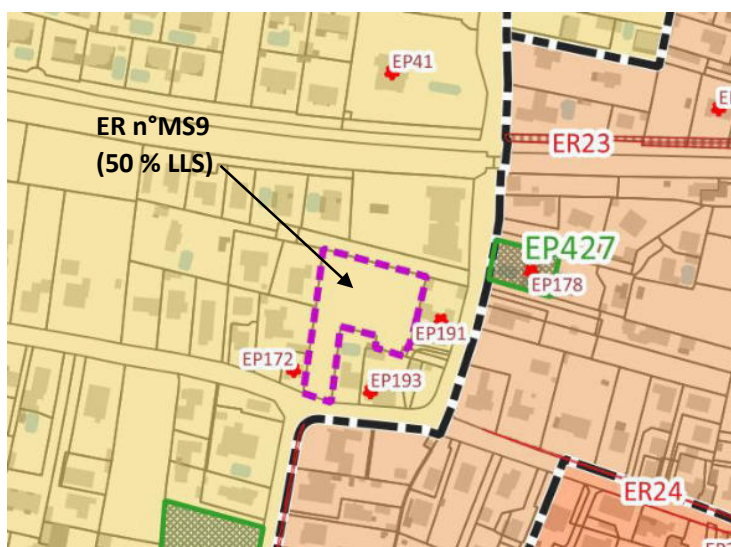 EP41
ER n°MS9
(50 % LLS)
ER23
EP427
EP178
EP191
EP172
EP193
ER24